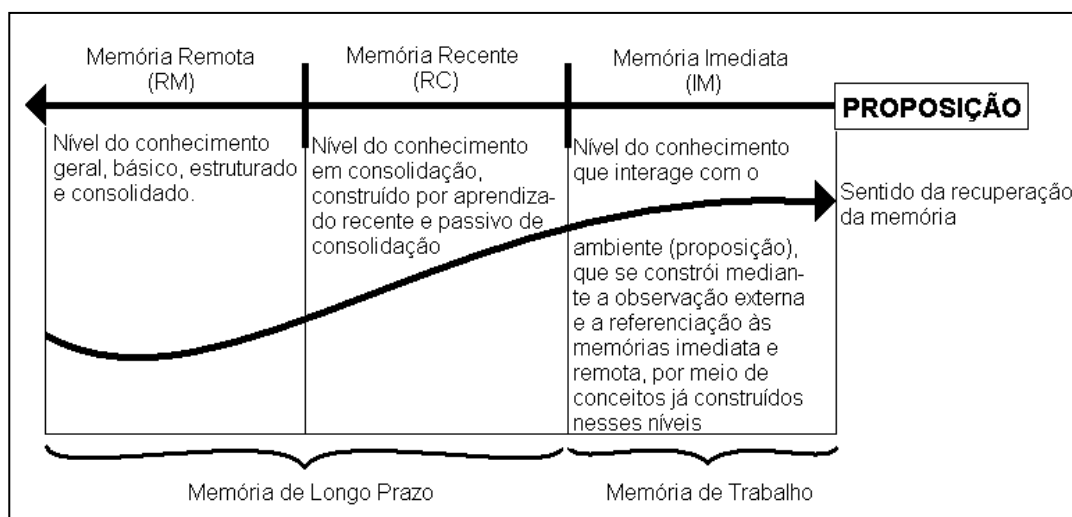 Memória Remota
(RM)
Memória Recente
(RC)
Memória Imediata
(IM)
PROPOSIÇÃO
Nível do conhecimento
geral, básico, estruturado
e consolidado.
Nível do conhecimento
em consolidação,
construído por aprendiza-
do recente e passivo de
consolidação
Nível do conhecimento
que interage com o
ambiente (proposição),
que se constrói median-
te a observação externa
e a referenciação às
memórias imediata e
remota, por meio de
conceitos já construídos
nesses níveis
Sentido da recuperação
da memória
Memória de Longo Prazo
Memória de Trabalho